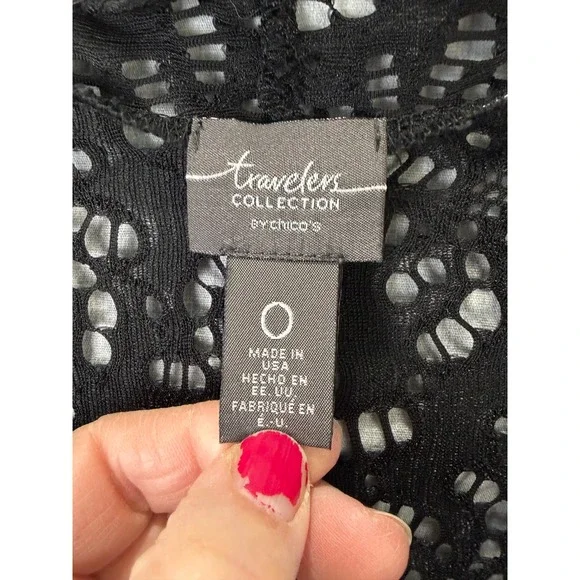 travelers
COLLECTION
BY CHICO'S
0
MADE IN
USA
HECHO EN
EE. UU.
FABRIQUÉ EN
É.-U.